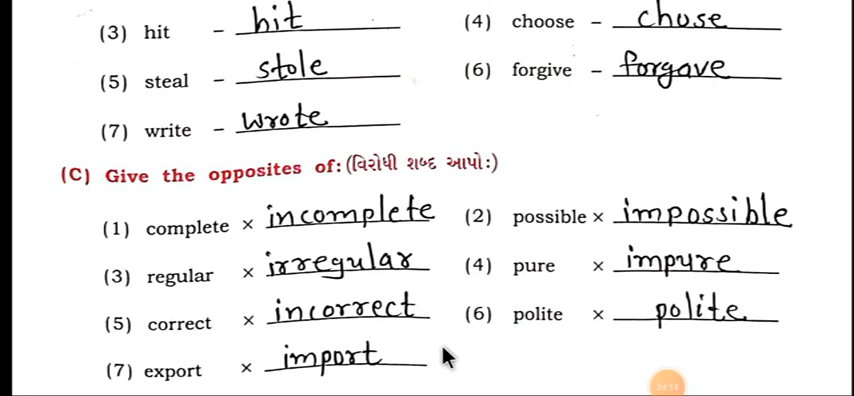 (3) hit - hit (4) choose - chose
(5) steal - stole (6) forgive - forgave
(7) write - wrote
(C) Give the opposites of: (વિરોધી શબ્દ આપો:)
(1) complete × incomplete (2) possible × impossible
(3) regular × irregular (4) pure × impure
(5) correct × incorrect (6) polite × polite
(7) export × import